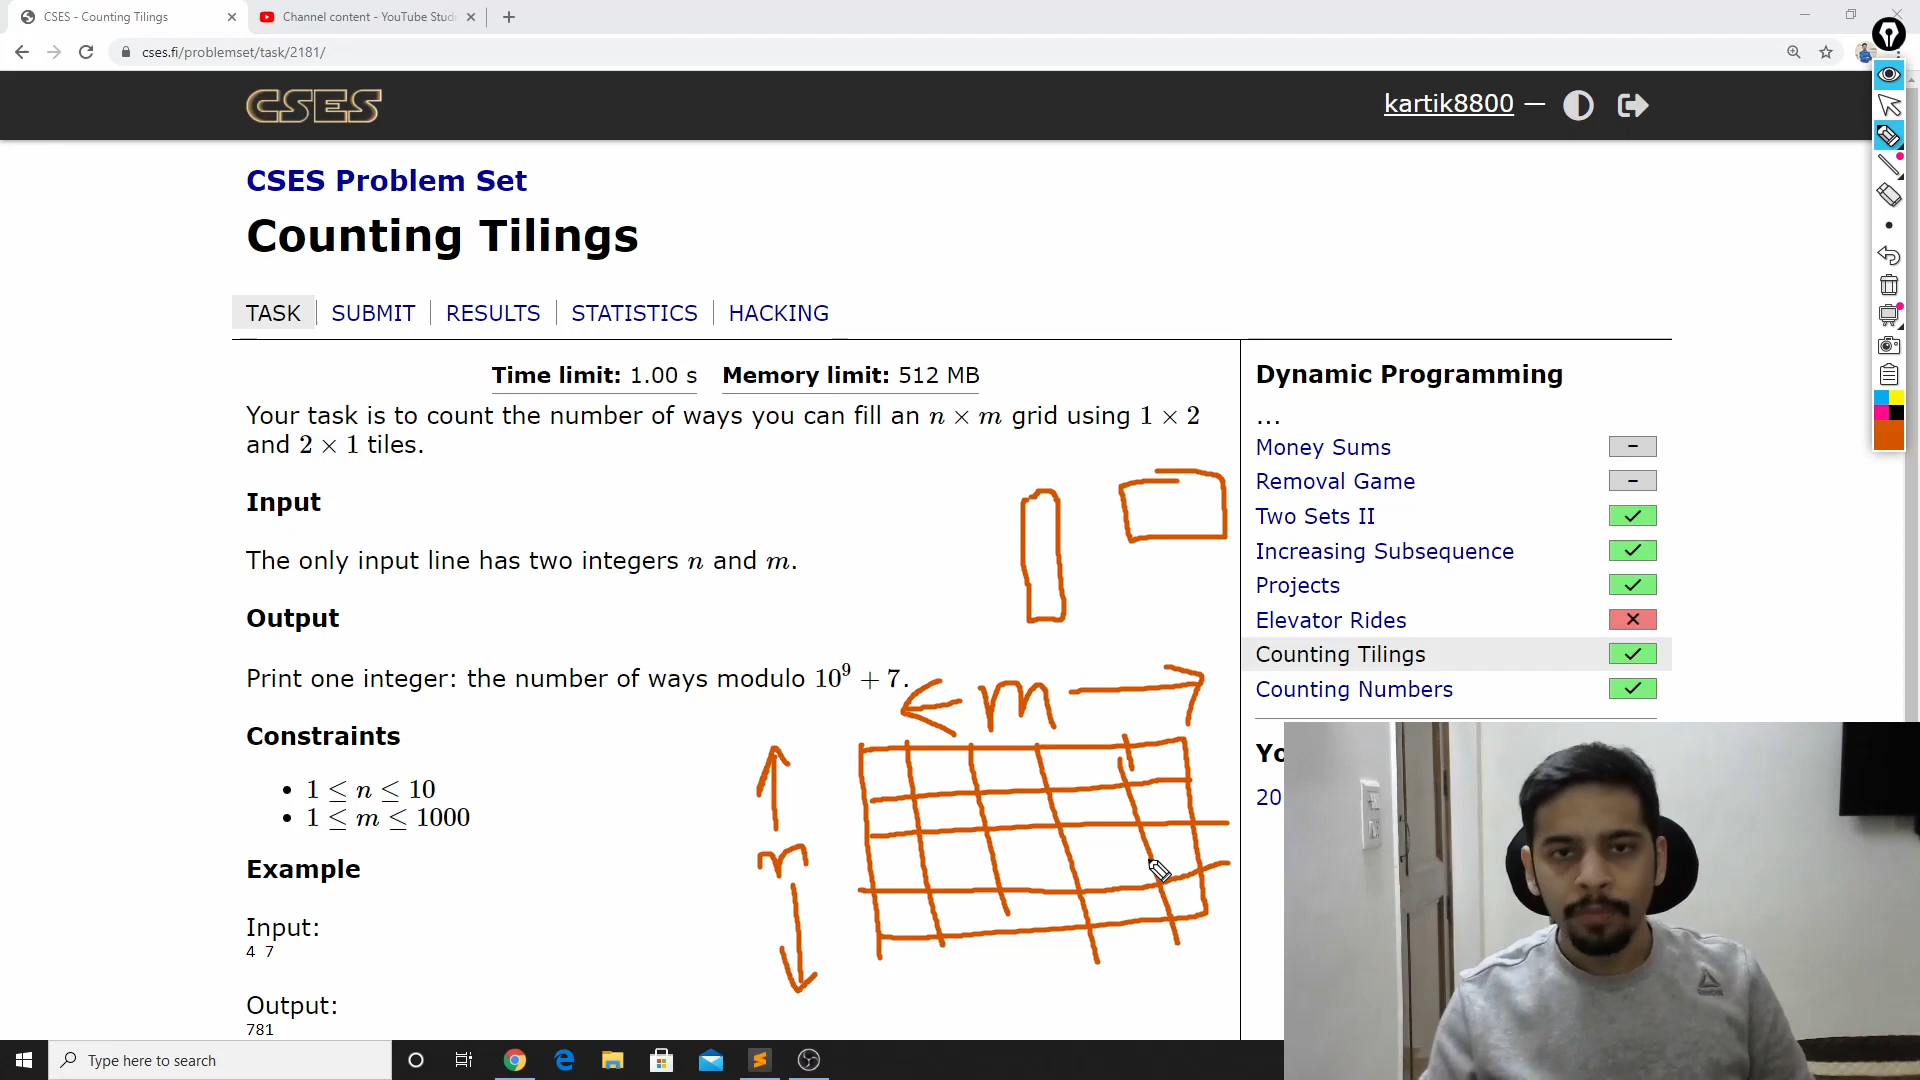 CSES - Counting Tilings
Channel content - YouTube Stud
cses.fi/problemset/task/2181/
CSES
kartik8800 —
CSES Problem Set
Counting Tilings
TASK
SUBMIT
RESULTS
STATISTICS
HACKING
Time limit: 1.00 s Memory limit: 512 MB
Your task is to count the number of ways you can fill an n × m grid using 1 × 2
and 2 × 1 tiles.
Input
The only input line has two integers n and m.
Output
Print one integer: the number of ways modulo 10⁹ + 7.
Constraints
• 1 ≤ n ≤ 10
• 1 ≤ m ≤ 1000
Example
Input:
4 7
Output:
781
m
n
Dynamic Programming
...
Money Sums –
Removal Game –
Two Sets II
Increasing Subsequence
Projects
Elevator Rides
Counting Tilings
Counting Numbers
Yo
20
Type here to search